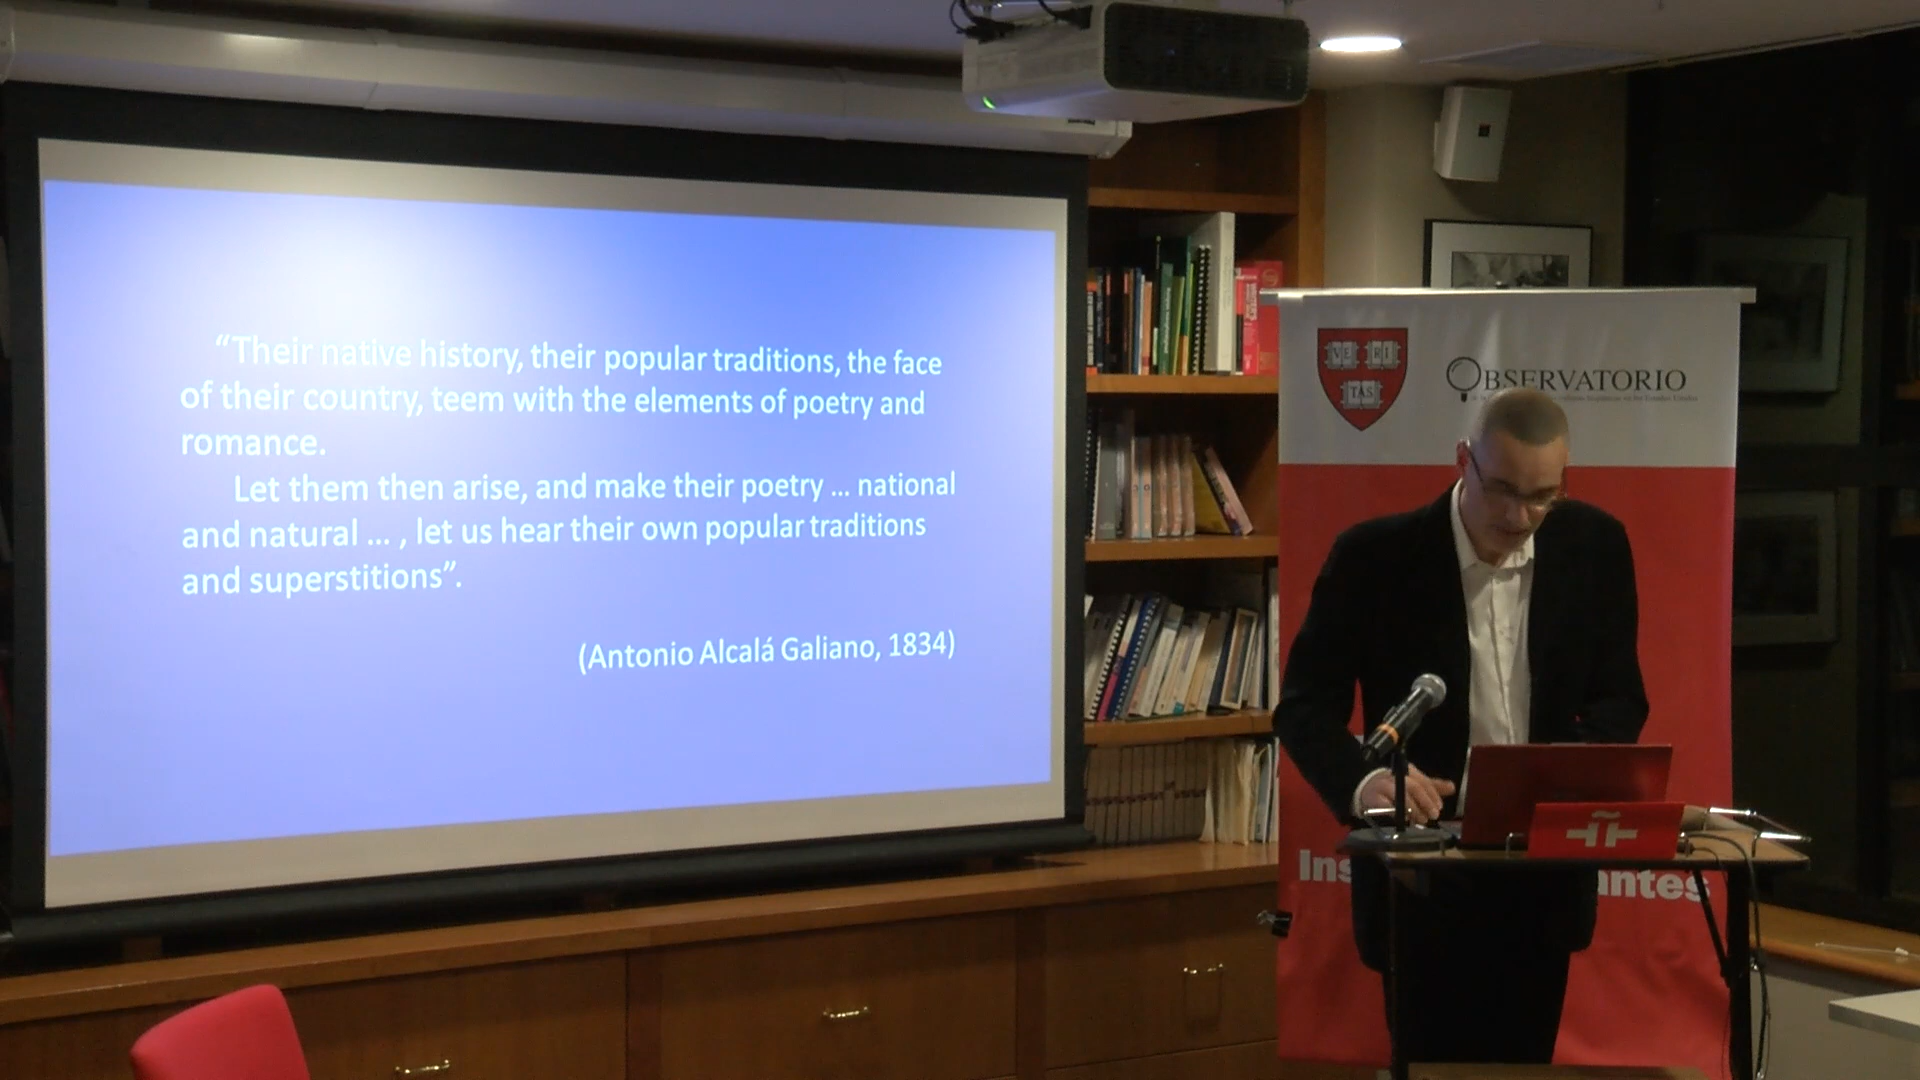 “Their native history, their popular traditions, the face
of their country, teem with the elements of poetry and
romance.
Let them then arise, and make their poetry ... national
and natural ... , let us hear their own popular traditions
and superstitions”.
(Antonio Alcalá Galiano, 1834)
VE RI
TAS
OBSERVATORIO
Ins
antes